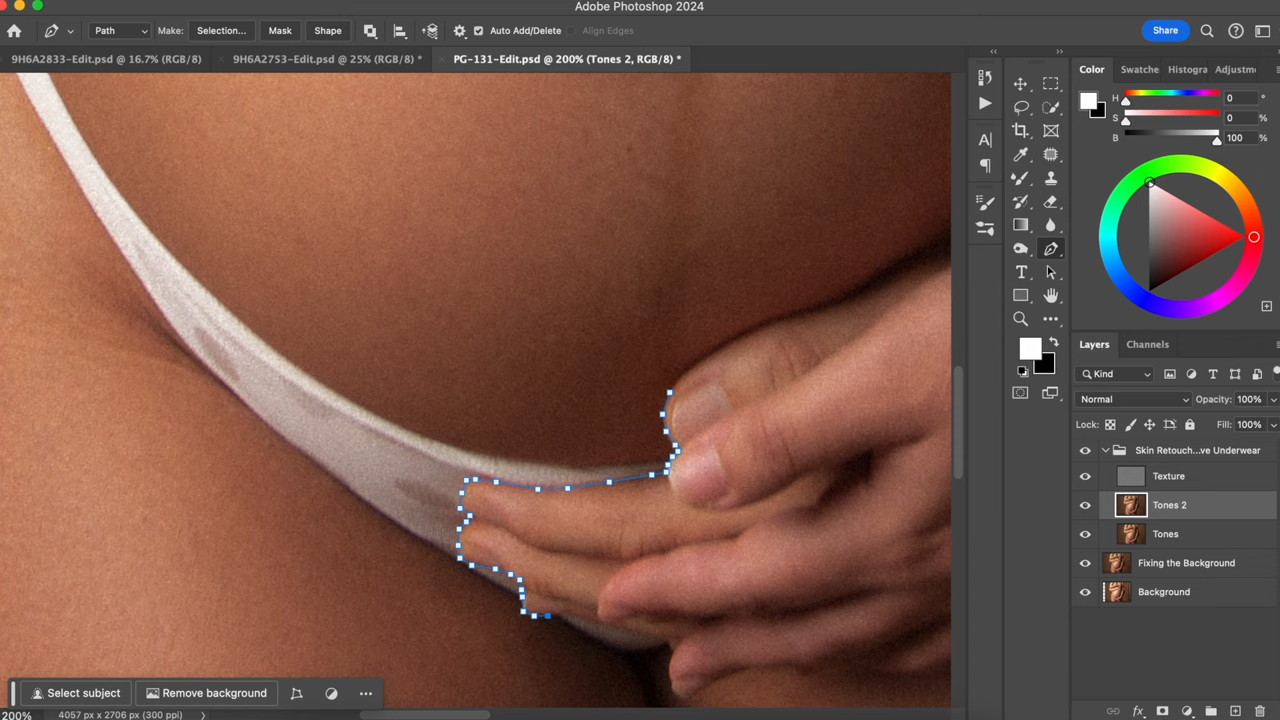 Adobe Photoshop 2024
Path Make: Selection... Mask Shape Auto Add/Delete Align Edges Share
9H6A2833-Edit.psd @ 16.7% (RGB/8) 9H6A2753-Edit.psd @ 25% (RGB/8) * PG-131-Edit.psd @ 200% (Tones 2, RGB/8) *
Color Swatche Histogra Adjustm
H 0 °
S 0 %
B 100 %
Layers Channels
Kind
Normal Opacity: 100%
Lock: Fill: 100%
Skin Retouch...ve Underwear
Texture
Tones 2
Tones
Fixing the Background
Background
Select subject Remove background
200% 4057 px x 2706 px (300 ppi)